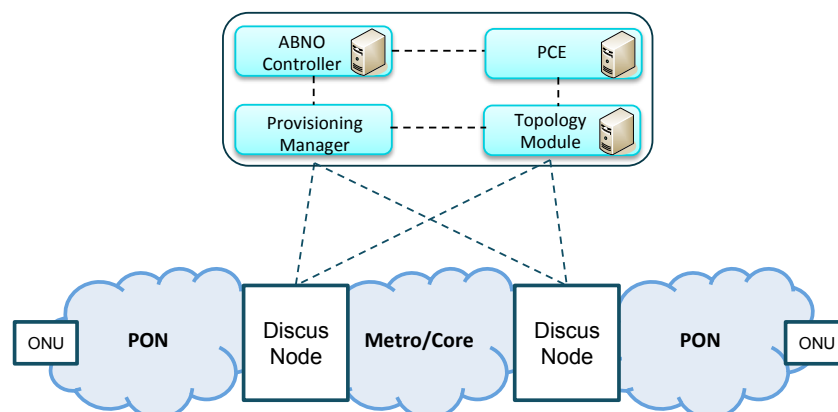 ABNO
Controller
PCE
Provisioning
Manager
Topology
Module
ONU
PON
Discus
Node
Metro/Core
Discus
Node
PON
ONU